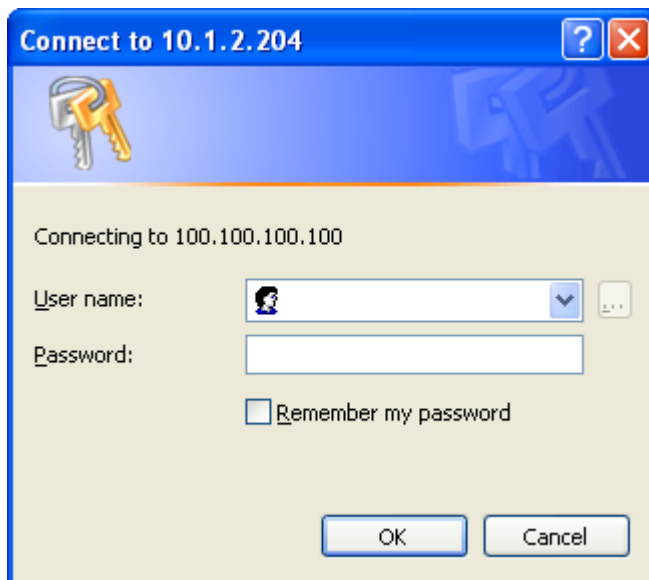 Connect to 10.1.2.204
Connecting to 100.100.100.100
User name:
...
Password:
Remember my password
OK
Cancel